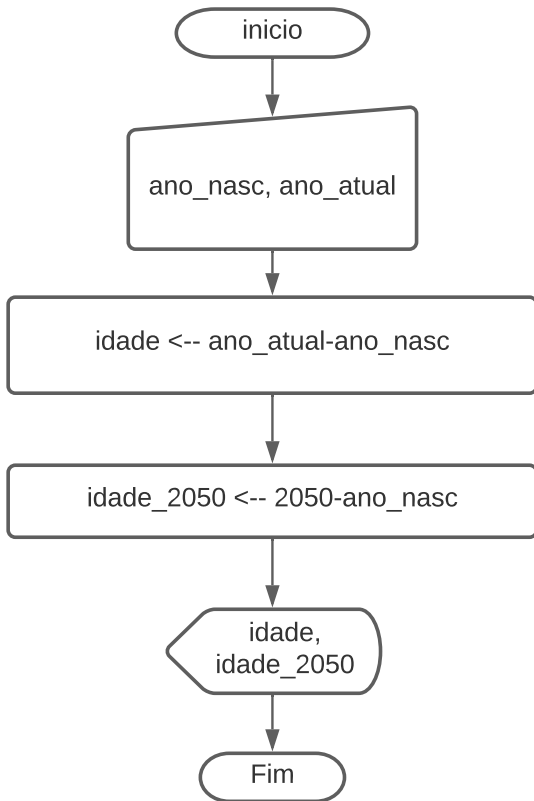 inicio
ano_nasc, ano_atual
idade <-- ano_atual-ano_nasc
idade_2050 <-- 2050-ano_nasc
idade,
idade_2050
Fim